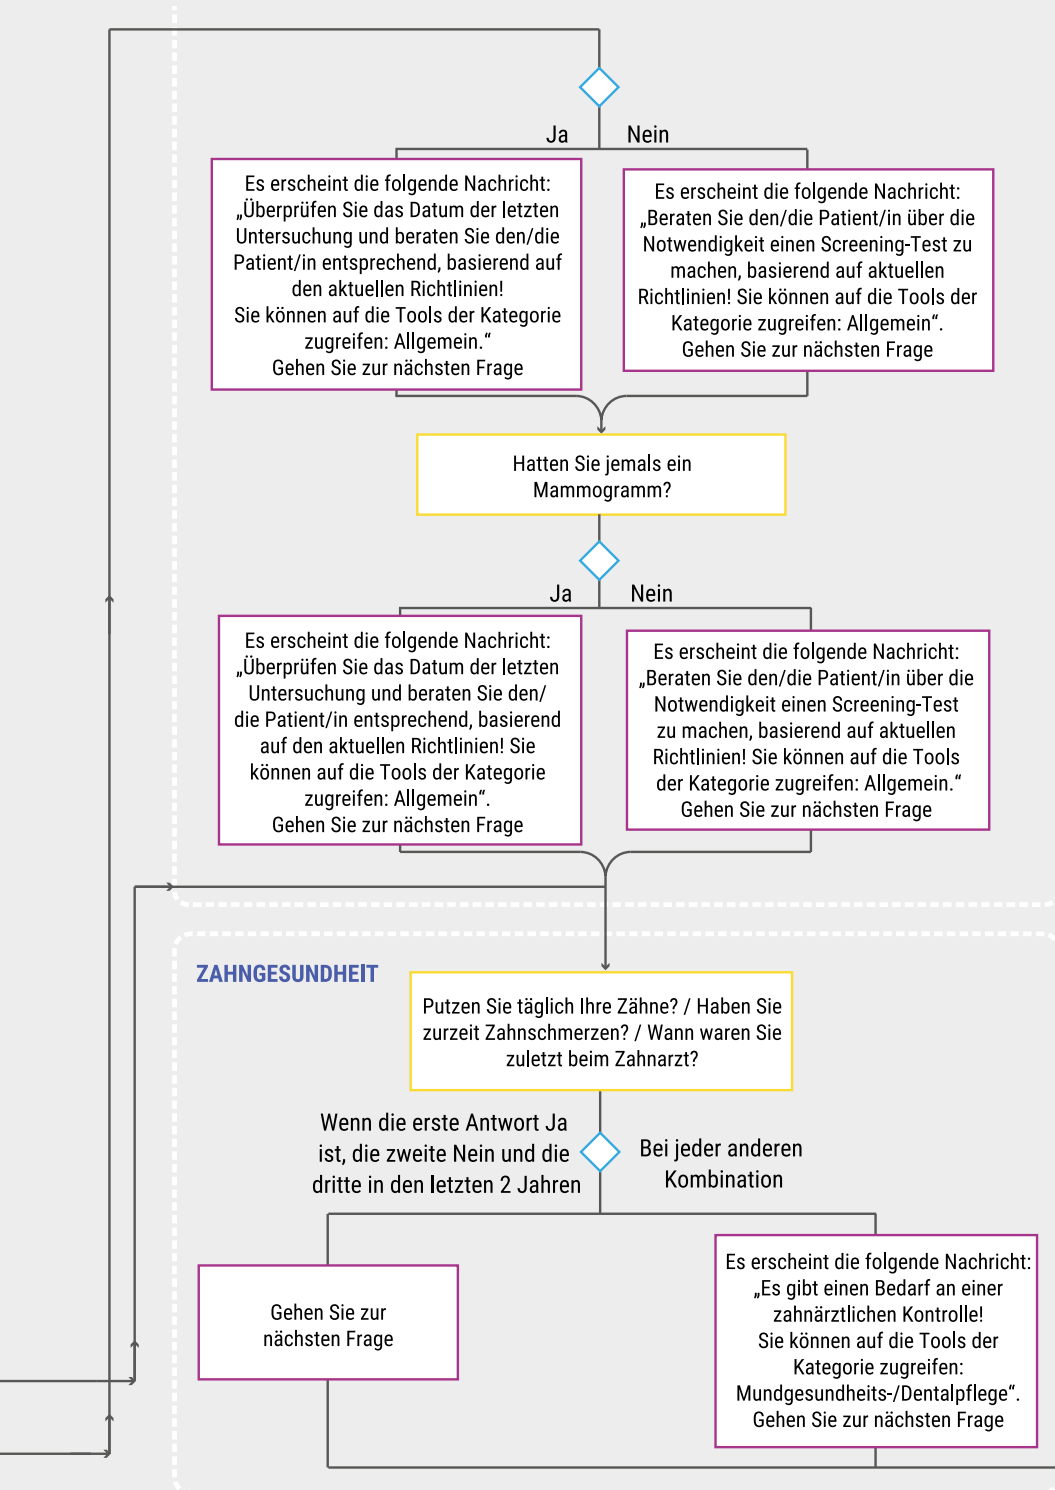 Ja
Nein
Es erscheint die folgende Nachricht:
„Überprüfen Sie das Datum der letzten
Untersuchung und beraten Sie den/die
Patient/in entsprechend, basierend auf
den aktuellen Richtlinien!
Sie können auf die Tools der Kategorie
zugreifen: Allgemein.“
Gehen Sie zur nächsten Frage
Es erscheint die folgende Nachricht:
„Beraten Sie den/die Patient/in über die
Notwendigkeit einen Screening-Test zu
machen, basierend auf aktuellen
Richtlinien! Sie können auf die Tools der
Kategorie zugreifen: Allgemein“.
Gehen Sie zur nächsten Frage
Hatten Sie jemals ein
Mammogramm?
Ja
Nein
Es erscheint die folgende Nachricht:
„Überprüfen Sie das Datum der letzten
Untersuchung und beraten Sie den/
die Patient/in entsprechend, basierend
auf den aktuellen Richtlinien! Sie
können auf die Tools der Kategorie
zugreifen: Allgemein“.
Gehen Sie zur nächsten Frage
Es erscheint die folgende Nachricht:
„Beraten Sie den/die Patient/in über die
Notwendigkeit einen Screening-Test
zu machen, basierend auf aktuellen
Richtlinien! Sie können auf die Tools
der Kategorie zugreifen: Allgemein.“
Gehen Sie zur nächsten Frage
ZAHNGESUNDHEIT
Putzen Sie täglich Ihre Zähne? / Haben Sie
zurzeit Zahnschmerzen? / Wann waren Sie
zuletzt beim Zahnarzt?
Wenn die erste Antwort Ja
ist, die zweite Nein und die
dritte in den letzten 2 Jahren
Bei jeder anderen
Kombination
Gehen Sie zur
nächsten Frage
Es erscheint die folgende Nachricht:
„Es gibt einen Bedarf an einer
zahnärztlichen Kontrolle!
Sie können auf die Tools der
Kategorie zugreifen:
Mundgesundheits-/Dentalpflege“.
Gehen Sie zur nächsten Frage